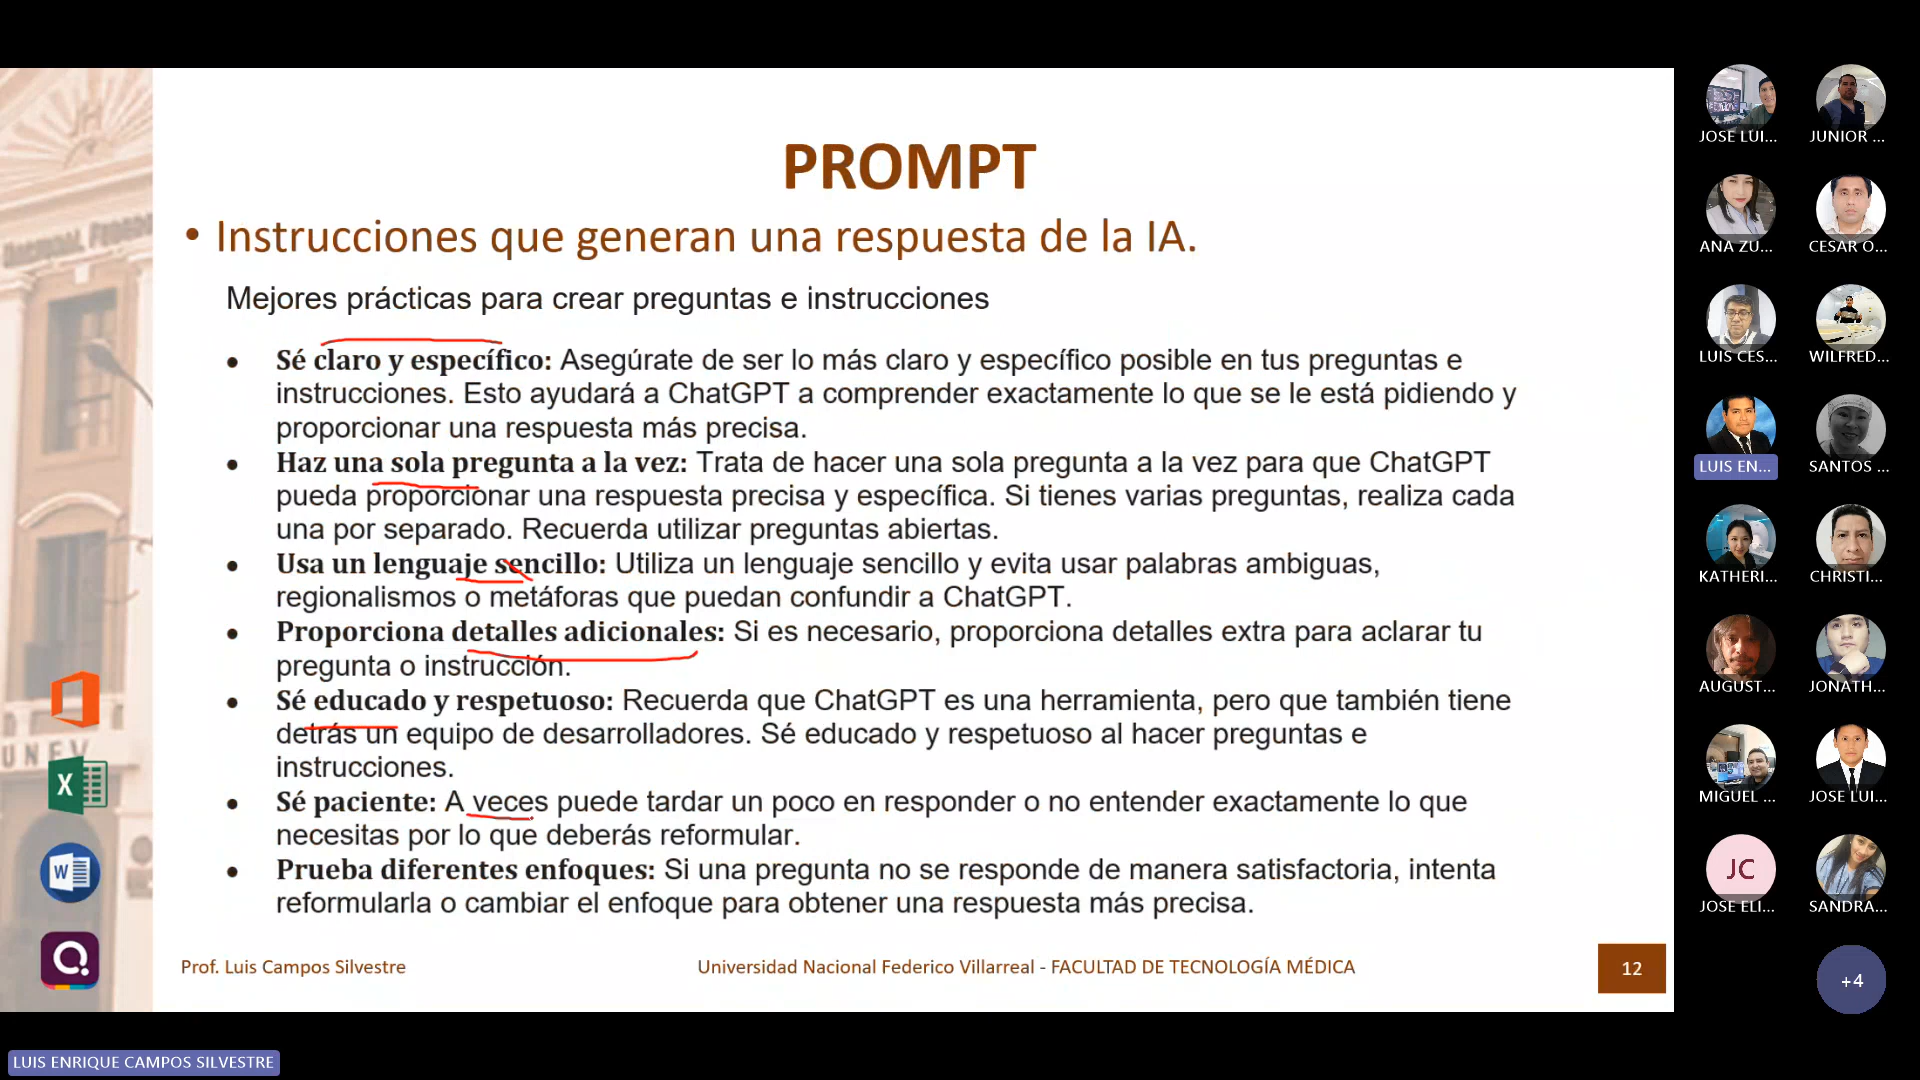 PROMPT
• Instrucciones que generan una respuesta de la IA.
Mejores prácticas para crear preguntas e instrucciones
• Sé claro y específico: Asegúrate de ser lo más claro y específico posible en tus preguntas e
instrucciones. Esto ayudará a ChatGPT a comprender exactamente lo que se le está pidiendo y
proporcionar una respuesta más precisa.
• Haz una sola pregunta a la vez: Trata de hacer una sola pregunta a la vez para que ChatGPT
pueda proporcionar una respuesta precisa y específica. Si tienes varias preguntas, realiza cada
una por separado. Recuerda utilizar preguntas abiertas.
• Usa un lenguaje sencillo: Utiliza un lenguaje sencillo y evita usar palabras ambiguas,
regionalismos o metáforas que puedan confundir a ChatGPT.
• Proporciona detalles adicionales: Si es necesario, proporciona detalles extra para aclarar tu
pregunta o instrucción.
• Sé educado y respetuoso: Recuerda que ChatGPT es una herramienta, pero que también tiene
detrás un equipo de desarrolladores. Sé educado y respetuoso al hacer preguntas e
instrucciones.
• Sé paciente: A veces puede tardar un poco en responder o no entender exactamente lo que
necesitas por lo que deberás reformular.
• Prueba diferentes enfoques: Si una pregunta no se responde de manera satisfactoria, intenta
reformularla o cambiar el enfoque para obtener una respuesta más precisa.
Prof. Luis Campos Silvestre
Universidad Nacional Federico Villarreal - FACULTAD DE TECNOLOGÍA MÉDICA
12
UNFV
X
W
JOSE LUI...
JUNIOR ...
ANA ZU...
CESAR O...
LUIS CES...
WILFRED...
LUIS EN...
SANTOS ...
KATHERI...
CHRISTI...
AUGUST...
JONATH...
MIGUEL ...
JOSE LUI...
JC
JOSE ELI...
SANDRA...
+4
LUIS ENRIQUE CAMPOS SILVESTRE